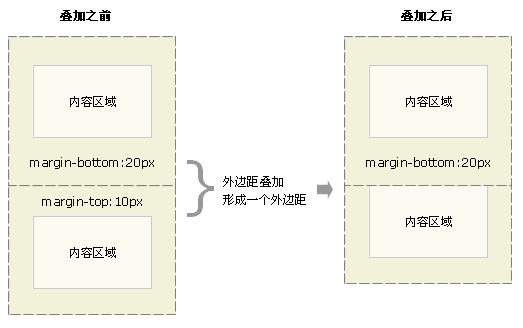 叠加之前
叠加之后
内容区域
margin-bottom:20px
margin-top:10px
内容区域
外边距叠加
形成一个外边距
内容区域
margin-bottom:20px
内容区域